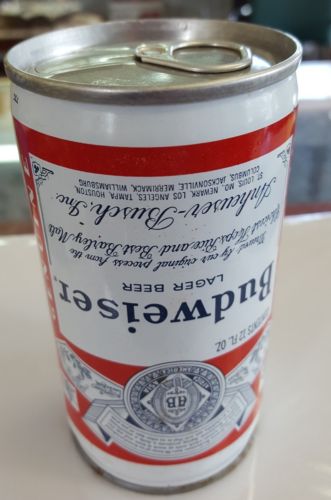 AB
CONTENTS 12 FL. OZ.
Budweiser.
LAGER BEER
Brewed by our original process from the
Choicest Hops, Rice and Best Barley Malt
Anheuser-Busch, Inc.
ST. LOUIS, MO. NEWARK, LOS ANGELES, TAMPA, HOUSTON
COLUMBUS, JACKSONVILLE, MERRIMACK, WILLIAMSBURG